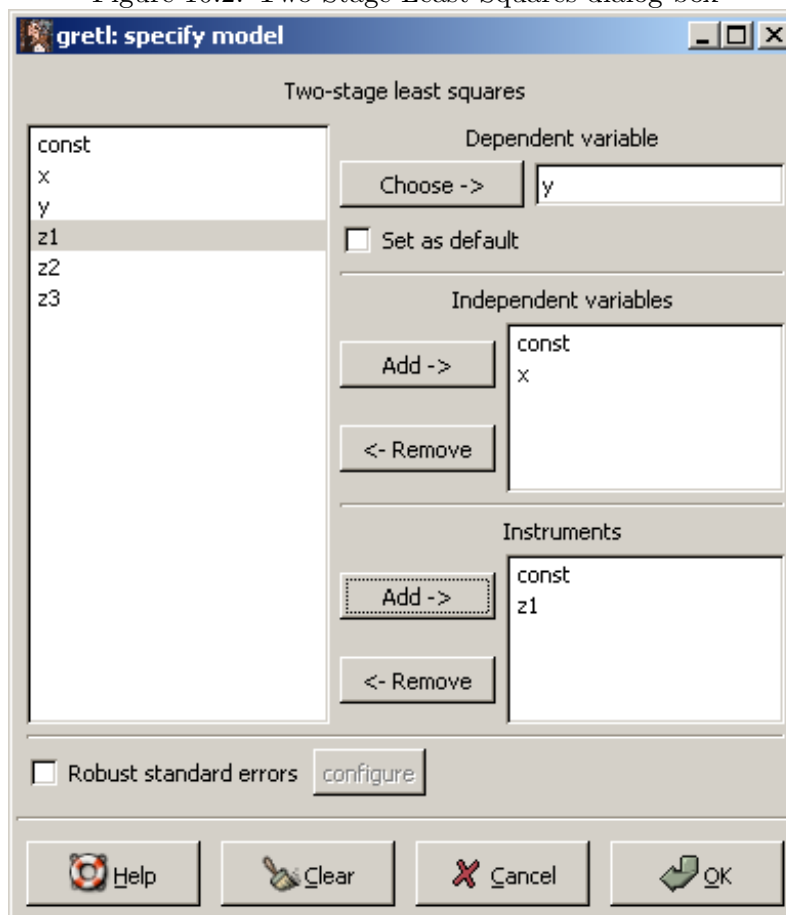 Figure 10.2: Two-Stage Least Squares dialog box
gretl: specify model
Two-stage least squares
const
x
y
z1
z2
z3
Dependent variable
Choose ->
y
Set as default
Independent variables
Add ->
<- Remove
const
x
Instruments
Add ->
<- Remove
const
z1
Robust standard errors
configure
Help
Clear
Cancel
OK